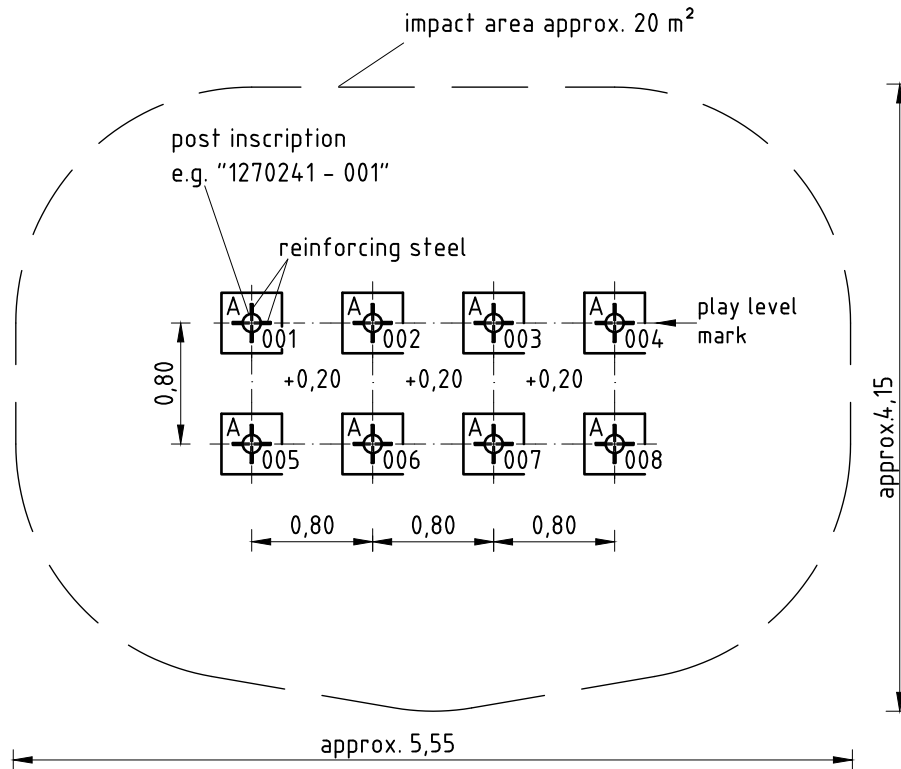 impact area approx. 20 m²
post inscription
e.g. "1270241 - 001"
reinforcing steel
A A A A
001 002 003 004
play level
mark
0,80
+0,20 +0,20 +0,20
A A A A
005 006 007 008
0,80 0,80 0,80
approx.4,15
approx. 5,55